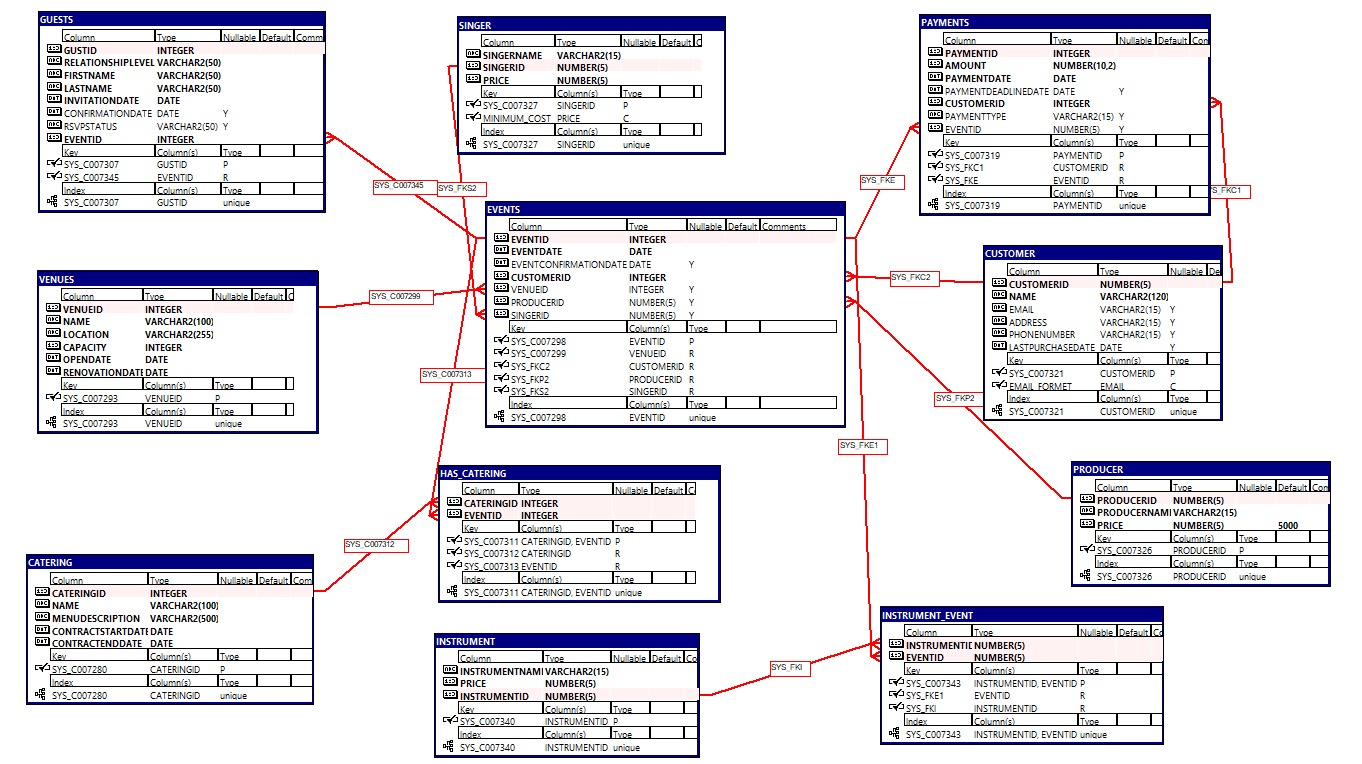 GUESTS
Column Type Nullable Default Comm
GUSTID INTEGER
RELATIONSHIPLEVEL VARCHAR2(50)
FIRSTNAME VARCHAR2(50)
LASTNAME VARCHAR2(50)
INVITATIONDATE DATE
CONFIRMATIONDATE DATE Y
RSVPSTATUS VARCHAR2(50) Y
EVENTID INTEGER
Key Column(s) Type
SYS_C007307 GUSTID P
SYS_C007345 EVENTID R
Index Column(s) Type
SYS_C007307 GUSTID unique
SINGER
Column Type Nullable Default C
SINGERNAME VARCHAR2(15)
SINGERID NUMBER(5)
PRICE NUMBER(5)
Key Column(s) Type
SYS_C007327 SINGERID P
MINIMUM_COST PRICE C
Index Column(s) Type
SYS_C007327 SINGERID unique
PAYMENTS
Column Type Nullable Default Con
PAYMENTID INTEGER
AMOUNT NUMBER(10,2)
PAYMENTDATE DATE
PAYMENTDEADLINEDATE DATE Y
CUSTOMERID INTEGER
PAYMENTTYPE VARCHAR2(15) Y
EVENTID NUMBER(5) Y
Key Column(s) Type
SYS_C007319 PAYMENTID P
SYS_FKC1 CUSTOMERID R
SYS_FKE EVENTID R
Index Column(s) Type
SYS_C007319 PAYMENTID unique
SYS_C007345
SYS_FKS2
SYS_FKE
YS_FKC1
EVENTS
Column Type Nullable Default Comments
EVENTID INTEGER
EVENTDATE DATE
EVENTCONFIRMATIONDATE DATE Y
CUSTOMERID INTEGER
VENUEID INTEGER Y
PRODUCERID NUMBER(5) Y
SINGERID NUMBER(5) Y
Key Column(s) Type
SYS_C007298 EVENTID P
SYS_C007299 VENUEID R
SYS_FKC2 CUSTOMERID R
SYS_FKP2 PRODUCERID R
SYS_FKS2 SINGERID R
Index Column(s) Type
SYS_C007298 EVENTID unique
VENUES
Column Type Nullable Default C
VENUEID INTEGER
NAME VARCHAR2(100)
LOCATION VARCHAR2(255)
CAPACITY INTEGER
OPENDATE DATE
RENOVATIONDATE DATE
Key Column(s) Type
SYS_C007293 VENUEID P
Index Column(s) Type
SYS_C007293 VENUEID unique
SYS_C007299
SYS_FKC2
CUSTOMER
Column Type Nullable De
CUSTOMERID NUMBER(5)
NAME VARCHAR2(120)
EMAIL VARCHAR2(15) Y
ADDRESS VARCHAR2(15) Y
PHONENUMBER VARCHAR2(15) Y
LASTPURCHASEDATE DATE Y
Key Column(s) Type
SYS_C007321 CUSTOMERID P
EMAIL_FORMET EMAIL C
Index Column(s) Type
SYS_C007321 CUSTOMERID unique
SYS_C007313
SYS_FKP2
SYS_FKE1
HAS_CATERING
Column Type Nullable Default C
CATERINGID INTEGER
EVENTID INTEGER
Key Column(s) Type
SYS_C007311 CATERINGID, EVENTID P
SYS_C007312 CATERINGID R
SYS_C007313 EVENTID R
Index Column(s) Type
SYS_C007311 CATERINGID, EVENTID unique
PRODUCER
Column Type Nullable Default Con
PRODUCERID NUMBER(5)
PRODUCERNAMI VARCHAR2(15)
PRICE NUMBER(5) 5000
Key Column(s) Type
SYS_C007326 PRODUCERID P
Index Column(s) Type
SYS_C007326 PRODUCERID unique
SYS_C007312
CATERING
Column Type Nullable Default Com
CATERINGID INTEGER
NAME VARCHAR2(100)
MENUDESCRIPTION VARCHAR2(500)
CONTRACTSTARTDATI DATE
CONTRACTENDDATE DATE
Key Column(s) Type
SYS_C007280 CATERINGID P
Index Column(s) Type
SYS_C007280 CATERINGID unique
INSTRUMENT
Column Type Nullable Default Co
INSTRUMENTNAMI VARCHAR2(15)
PRICE NUMBER(5)
INSTRUMENTID NUMBER(5)
Key Column(s) Type
SYS_C007340 INSTRUMENTID P
Index Column(s) Type
SYS_C007340 INSTRUMENTID unique
SYS_FKI
INSTRUMENT_EVENT
Column Type Nullable Default Cc
INSTRUMENTIC NUMBER(5)
EVENTID NUMBER(5)
Key Column(s) Type
SYS_C007343 INSTRUMENTID, EVENTID P
SYS_FKE1 EVENTID R
SYS_FKI INSTRUMENTID R
Index Column(s) Type
SYS_C007343 INSTRUMENTID, EVENTID unique